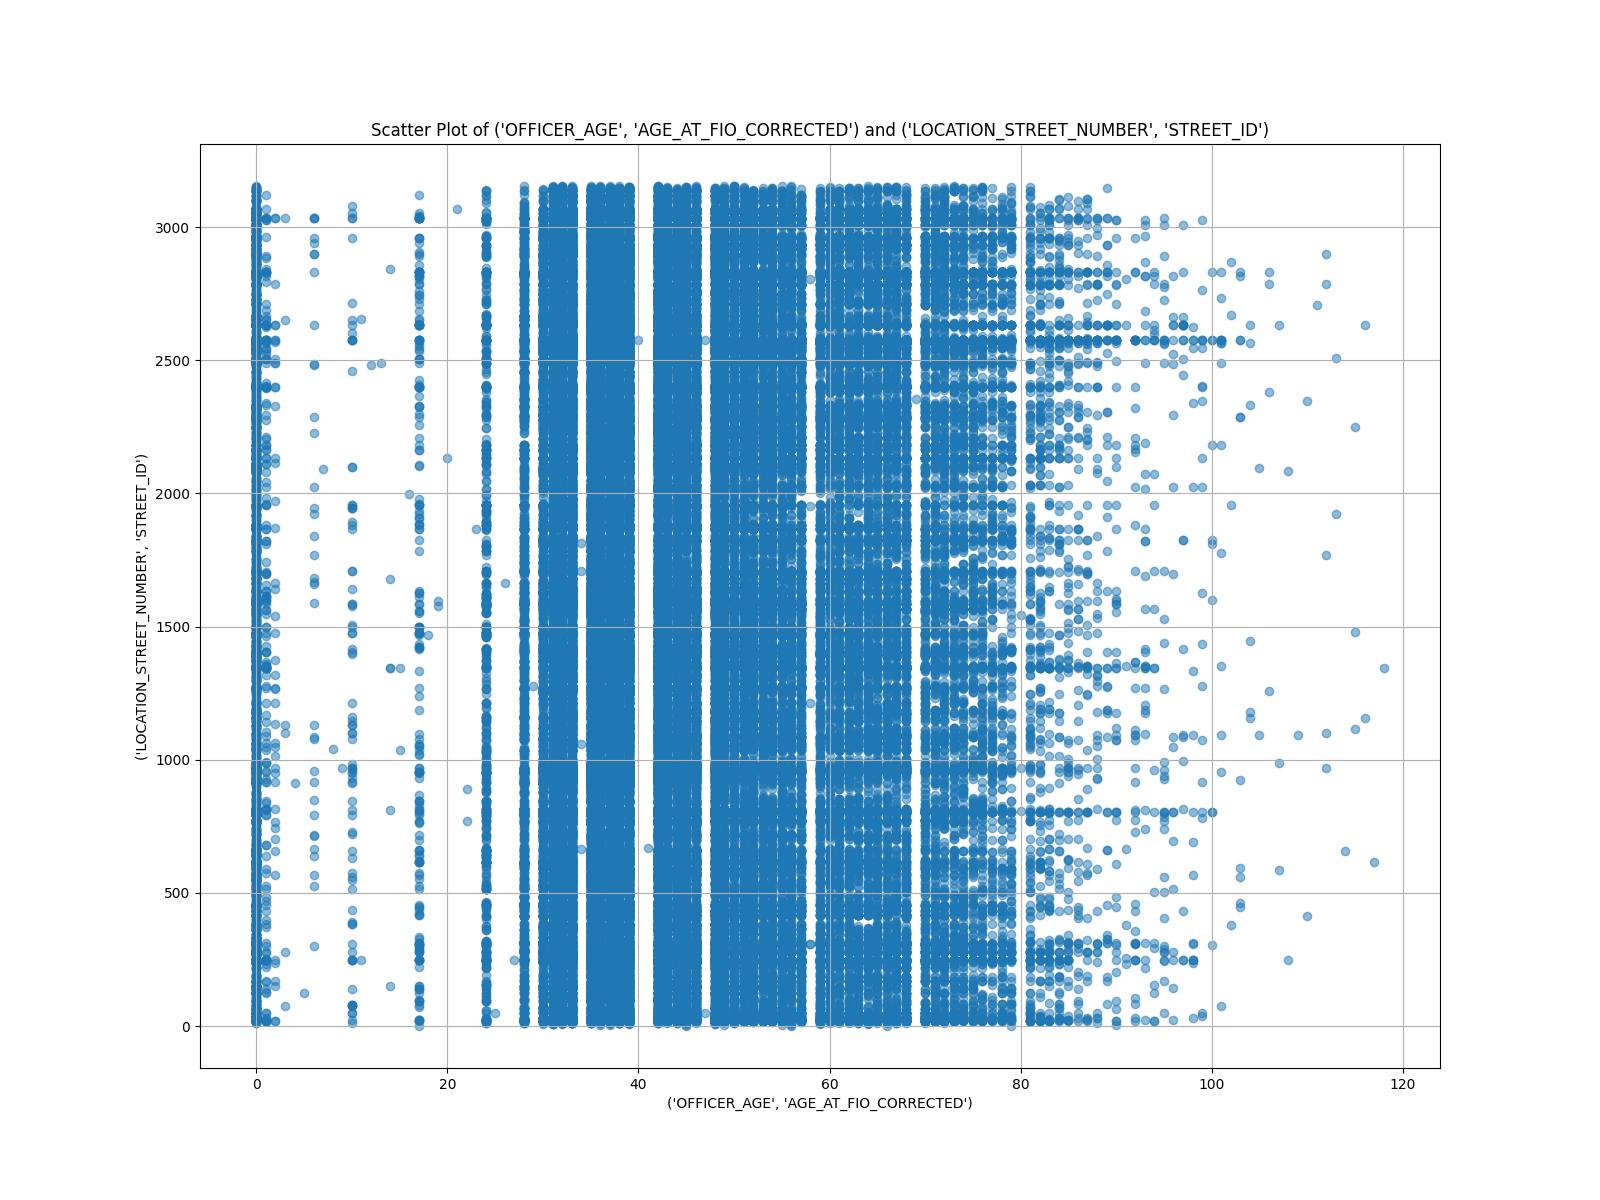 Scatter Plot of ('OFFICER_AGE', 'AGE_AT_FIO_CORRECTED') and ('LOCATION_STREET_NUMBER', 'STREET_ID')
('LOCATION_STREET_NUMBER', 'STREET_ID')
3000
2500
2000
1500
1000
500
0
0 20 40 60 80 100 120
('OFFICER_AGE', 'AGE_AT_FIO_CORRECTED')